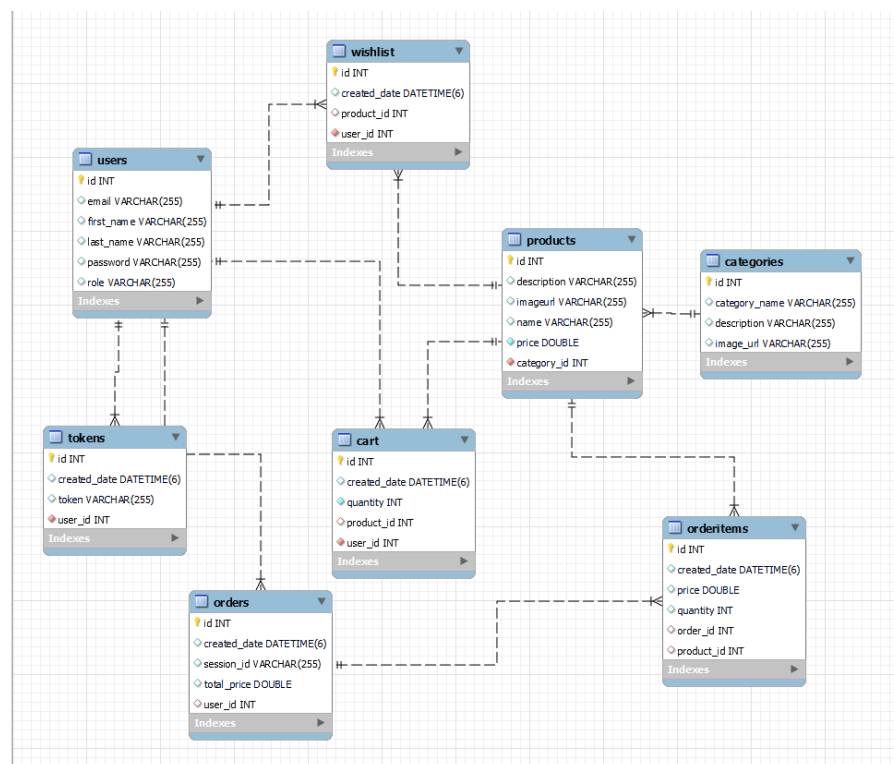 wishlist
id INT
created_date DATETIME(6)
product_id INT
user_id INT
Indexes
users
id INT
email VARCHAR(255)
first_name VARCHAR(255)
last_name VARCHAR(255)
password VARCHAR(255)
role VARCHAR(255)
Indexes
products
id INT
description VARCHAR(255)
imageurl VARCHAR(255)
name VARCHAR(255)
price DOUBLE
category_id INT
Indexes
categories
id INT
category_name VARCHAR(255)
description VARCHAR(255)
image_url VARCHAR(255)
Indexes
tokens
id INT
created_date DATETIME(6)
token VARCHAR(255)
user_id INT
Indexes
cart
id INT
created_date DATETIME(6)
quantity INT
product_id INT
user_id INT
Indexes
orderitems
id INT
created_date DATETIME(6)
price DOUBLE
quantity INT
order_id INT
product_id INT
Indexes
orders
id INT
created_date DATETIME(6)
session_id VARCHAR(255)
total_price DOUBLE
user_id INT
Indexes